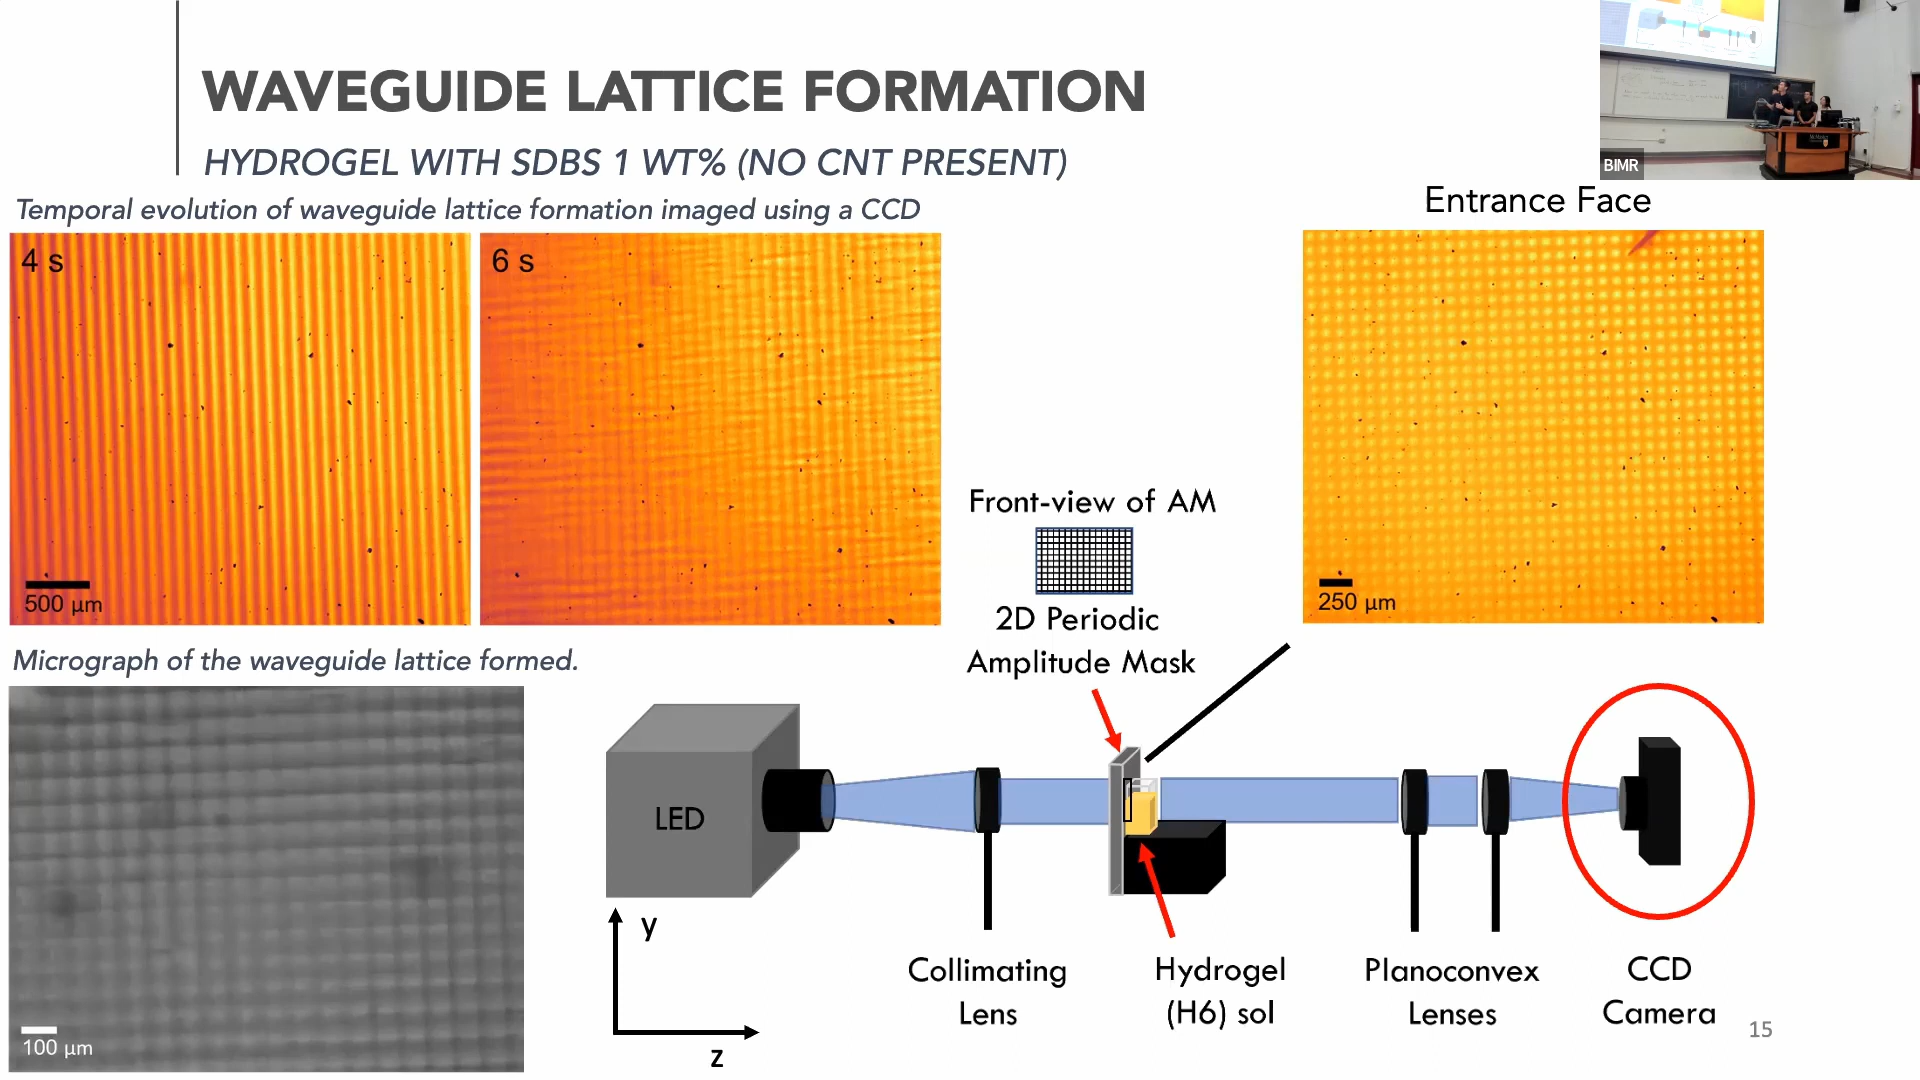 WAVEGUIDE LATTICE FORMATION
HYDROGEL WITH SDBS 1 WT% (NO CNT PRESENT)
BIMR
Temporal evolution of waveguide lattice formation imaged using a CCD
Entrance Face
4 s
6 s
500 µm
250 µm
Front-view of AM
2D Periodic
Amplitude Mask
Micrograph of the waveguide lattice formed.
100 µm
LED
y
z
Collimating
Lens
Hydrogel
(H6) sol
Planoconvex
Lenses
CCD
Camera
15